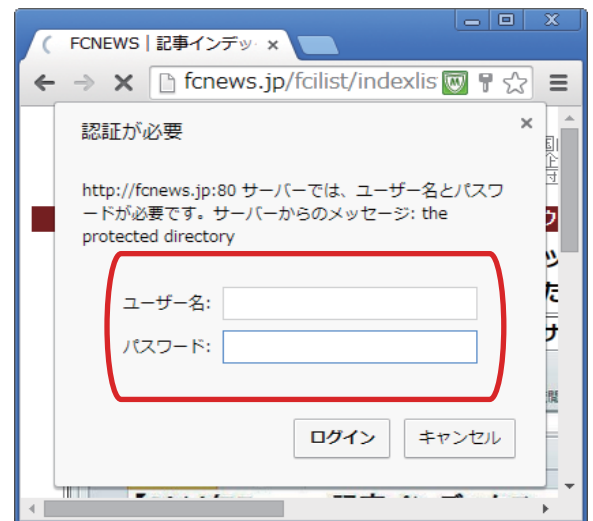 FCNEWS | 記事インデッ
fcnews.jp/fcilist/indexlis
認証が必要
http://fcnews.jp:80 サーバーでは、ユーザー名とパスワ
ードが必要です。サーバーからのメッセージ: the
protected directory
ユーザー名:
パスワード:
ログイン
キャンセル